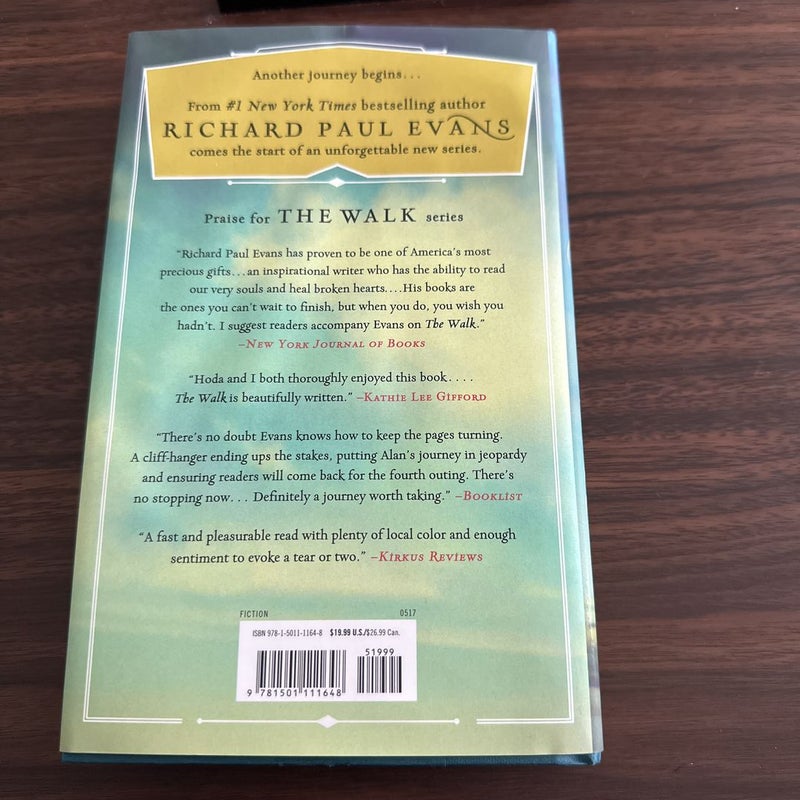 Another journey begins...
From #1 New York Times bestselling author
RICHARD PAUL EVANS
comes the start of an unforgettable new series.
Praise for THE WALK series
“Richard Paul Evans has proven to be one of America's most
precious gifts...an inspirational writer who has the ability to read
our very souls and heal broken hearts....His books are
the ones you can't wait to finish, but when you do, you wish you
hadn't. I suggest readers accompany Evans on The Walk.”
–NEW YORK JOURNAL OF BOOKS
“Hoda and I both thoroughly enjoyed this book....
The Walk is beautifully written.” –KATHIE LEE GIFFORD
“There's no doubt Evans knows how to keep the pages turning.
A cliff-hanger ending ups the stakes, putting Alan's journey in jeopardy
and ensuring readers will come back for the fourth outing. There's
no stopping now... Definitely a journey worth taking.” –BOOKLIST
“A fast and pleasurable read with plenty of local color and enough
sentiment to evoke a tear or two.” –KIRKUS REVIEWS
FICTION 0517
ISBN 978-1-5011-1164-8 $19.99 U.S./$26.99 Can.
51999
9 781501 111648